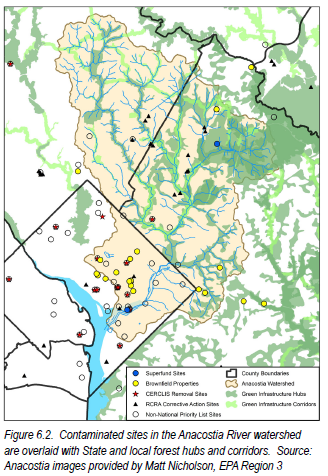 Superfund Sites
Brownfield Properties
CERCLIS Removal Sites
RCRA Corrective Action Sites
Non-National Priority List Sites
County Boundaries
Anacostia Watershed
Green Infrastructure Hubs
Green Infrastructure Corridors
Figure 6.2. Contaminated sites in the Anacostia River watershed
are overlaid with State and local forest hubs and corridors. Source:
Anacostia images provided by Matt Nicholson, EPA Region 3